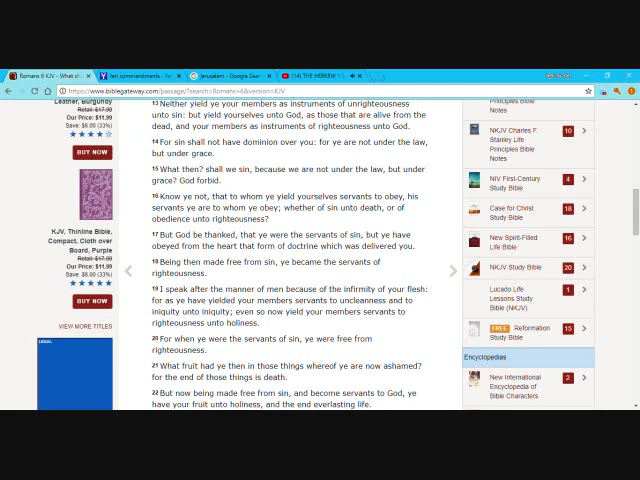 Romans 6 KJV - What sha
ten commandments - Ya
jerusalem - Google Sear
(14) THE HEBREW 1
www.biblegateway.com/passage/?search=Romans+6&version=KJV
Leather, Burgundy
Retail: $17.99
Our Price: $11.99
Save: $6.00 (33%)
BUY NOW
KJV, Thinline Bible,
Compact, Cloth over
Board, Purple
Retail: $17.99
Our Price: $11.99
Save: $6.00 (33%)
BUY NOW
VIEW MORE TITLES
LEGAL
13 Neither yield ye your members as instruments of unrighteousness
unto sin: but yield yourselves unto God, as those that are alive from the
dead, and your members as instruments of righteousness unto God.
14 For sin shall not have dominion over you: for ye are not under the law,
but under grace.
15 What then? shall we sin, because we are not under the law, but under
grace? God forbid.
16 Know ye not, that to whom ye yield yourselves servants to obey, his
servants ye are to whom ye obey; whether of sin unto death, or of
obedience unto righteousness?
17 But God be thanked, that ye were the servants of sin, but ye have
obeyed from the heart that form of doctrine which was delivered you.
18 Being then made free from sin, ye became the servants of
righteousness.
19 I speak after the manner of men because of the infirmity of your flesh:
for as ye have yielded your members servants to uncleanness and to
iniquity unto iniquity; even so now yield your members servants to
righteousness unto holiness.
20 For when ye were the servants of sin, ye were free from
righteousness.
21 What fruit had ye then in those things whereof ye are now ashamed?
for the end of those things is death.
22 But now being made free from sin, and become servants to God, ye
have your fruit unto holiness, and the end everlasting life.
Principles Bible
Notes
NKJV Charles F.
Stanley Life
Principles Bible
Notes
10
NIV First-Century
Study Bible
4
Case for Christ
Study Bible
18
New Spirit-Filled
Life Bible
16
NKJV Study Bible
20
Lucado Life
Lessons Study
Bible (NKJV)
1
FREE Reformation
Study Bible
15
Encyclopedias
New International
Encyclopedia of
Bible Characters
2